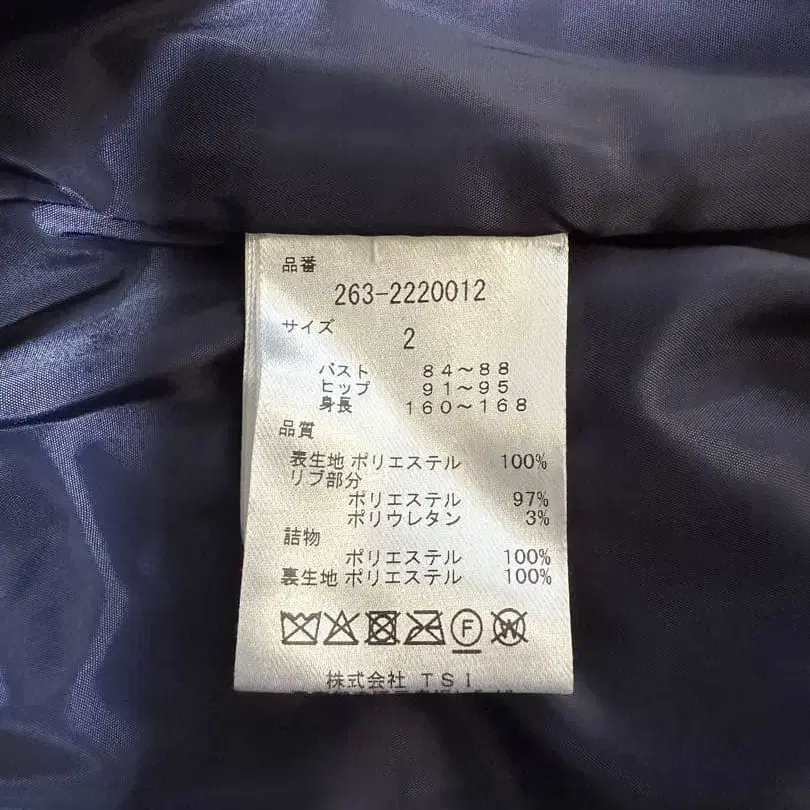 品番
263-2220012
サイズ
2
バスト 84～88
ヒップ 91～95
身長 160～168
品質
表生地 ポリエステル 100%
リブ部分
ポリエステル 97%
ポリウレタン 3%
詰物
ポリエステル 100%
裏生地 ポリエステル 100%
F W
株式会社 TSI